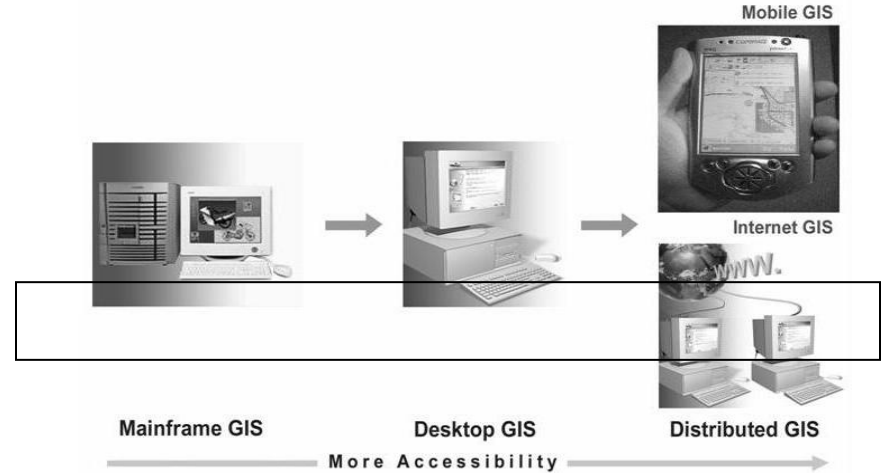 Mobile GIS
Internet GIS
www.
Mainframe GIS
Desktop GIS
Distributed GIS
More Accessibility